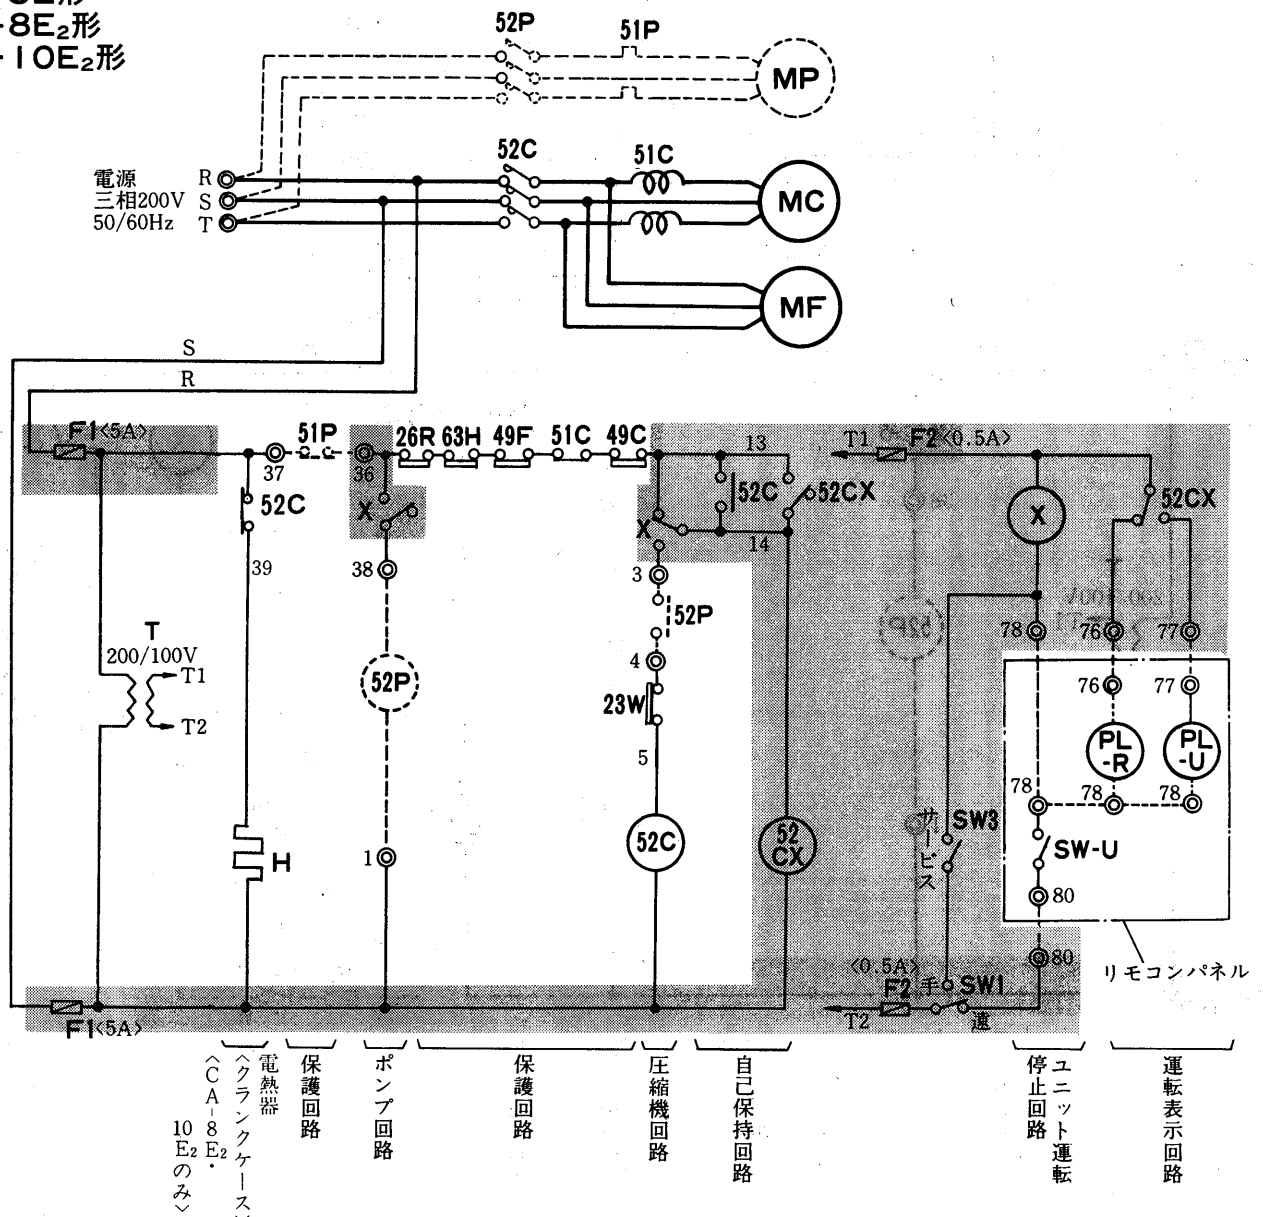 -8E₂形
-10E₂形
52P
51P
MP
52C
51C
MC
電源
三相200V
50/60Hz
R
S
T
MF
S
R
F1<5A>
37
51P
36
26R
63H
49F
51C
49C
13
T1
F2<0.5A>
52C
X
X
52C
52CX
14
X
52CX
39
38
3
52P
78
76
77
T
200/100V
T1
T2
52P
4
23W
5
76
77
PL
-R
PL
-U
78
78
78
H
1
52C
52
CX
サービス
SW3
SW-U
80
80
リモコンパネル
<0.5A>
F2
手
SW1
遠
T2
F1<5A>
電熱器
<クランクケース>
<CA-8E₂・
10E₂のみ>
保護回路
ポンプ回路
保護回路
圧縮機回路
自己保持回路
ユニット運転
停止回路
運転表示回路